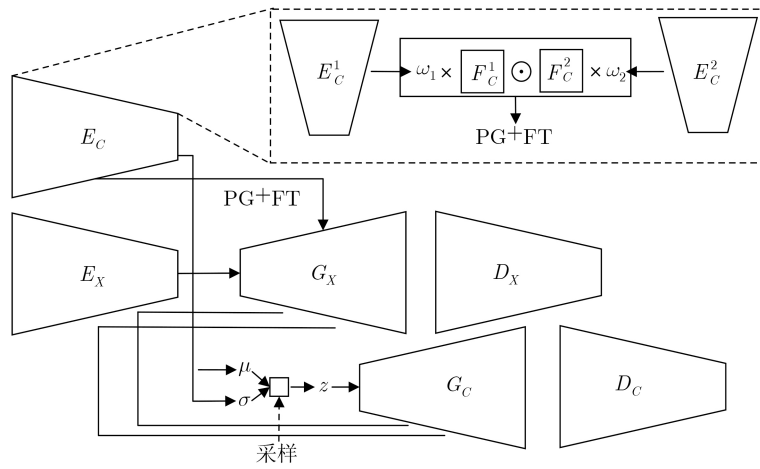 E_C^1
ω_1 × F_C^1 ⊙ F_C^2 × ω_2
E_C^2
PG+FT
E_C
PG+FT
E_X
G_X
D_X
μ
σ
z
G_C
D_C
采样